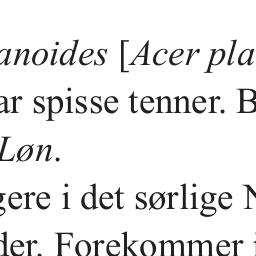 anoides [Acer pla
ar spisse tenner. B
Løn.
gere i det sørlige N
der. Forekommer i